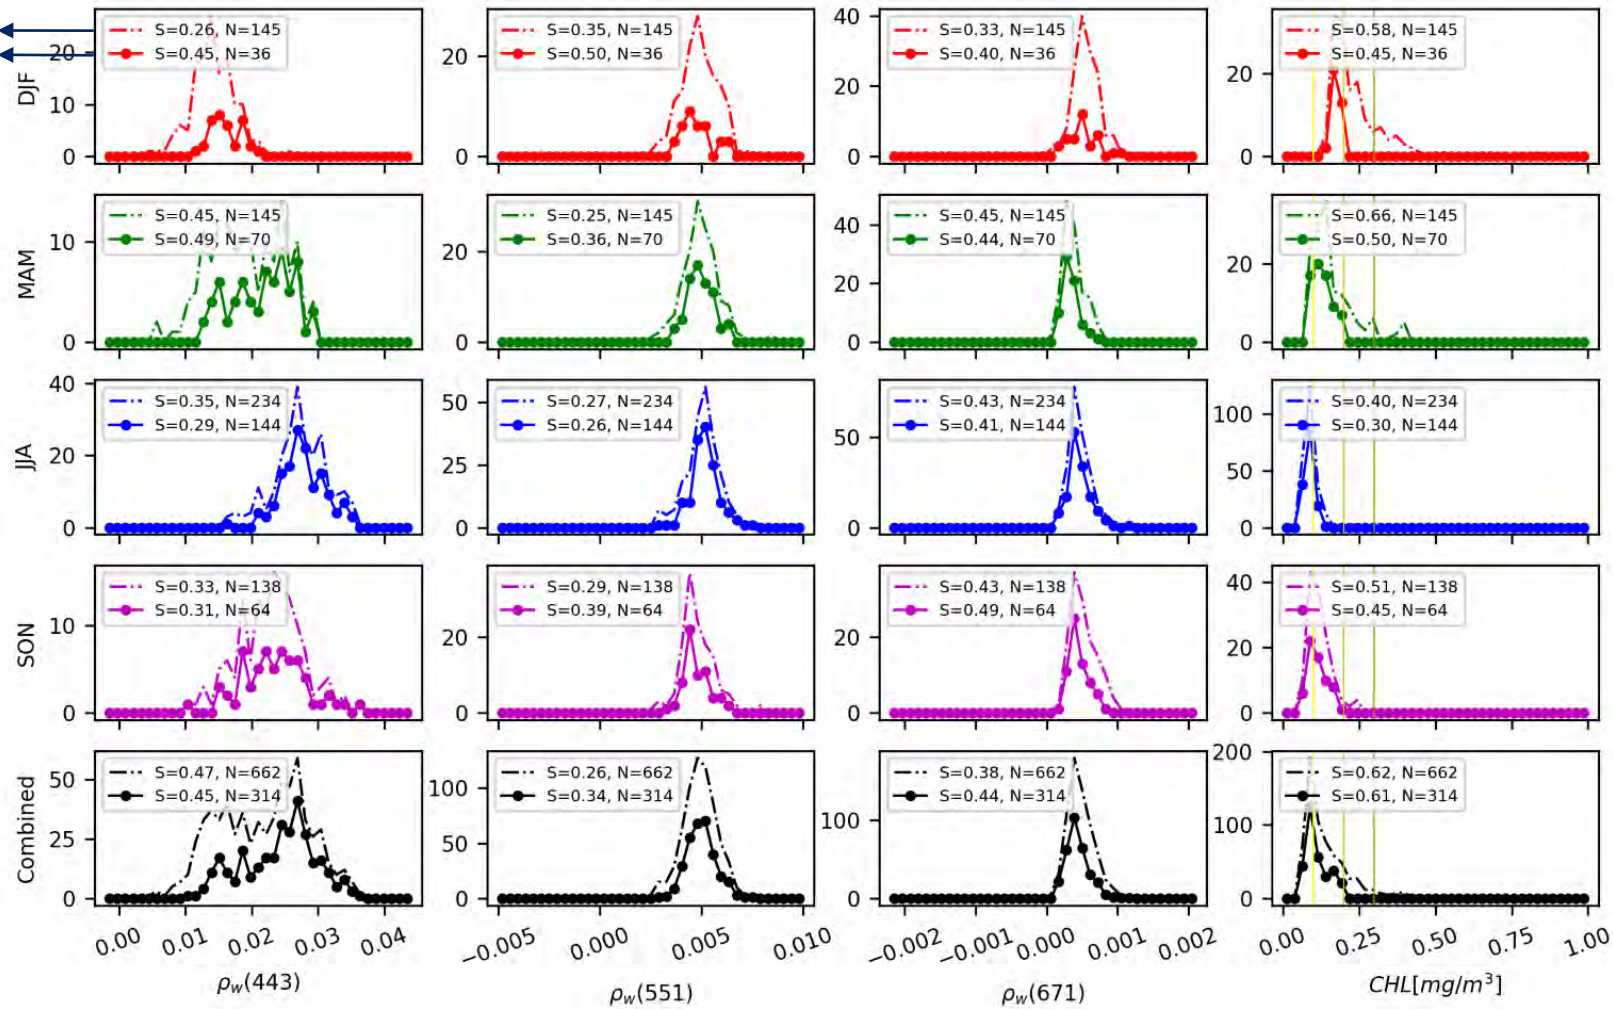 DJF
20
10
0
S=0.26, N=145
S=0.45, N=36
20
0
S=0.35, N=145
S=0.50, N=36
40
20
0
S=0.33, N=145
S=0.40, N=36
20
0
S=0.58, N=145
S=0.45, N=36
MAM
10
0
S=0.45, N=145
S=0.49, N=70
20
0
S=0.25, N=145
S=0.36, N=70
40
20
0
S=0.45, N=145
S=0.44, N=70
20
0
S=0.66, N=145
S=0.50, N=70
JJA
40
20
0
S=0.35, N=234
S=0.29, N=144
50
25
0
S=0.27, N=234
S=0.26, N=144
50
0
S=0.43, N=234
S=0.41, N=144
100
50
0
S=0.40, N=234
S=0.30, N=144
SON
10
0
S=0.33, N=138
S=0.31, N=64
20
0
S=0.29, N=138
S=0.39, N=64
20
0
S=0.43, N=138
S=0.49, N=64
40
20
0
S=0.51, N=138
S=0.45, N=64
Combined
50
25
0
S=0.47, N=662
S=0.45, N=314
100
50
0
S=0.26, N=662
S=0.34, N=314
100
0
S=0.38, N=662
S=0.44, N=314
200
100
0
S=0.62, N=662
S=0.61, N=314
0.00 0.01 0.02 0.03 0.04
−0.005 0.000 0.005 0.010
−0.002 −0.001 0.000 0.001 0.002
0.00 0.25 0.50 0.75 1.00
ρw(443)
ρw(551)
ρw(671)
CHL[mg/m³]